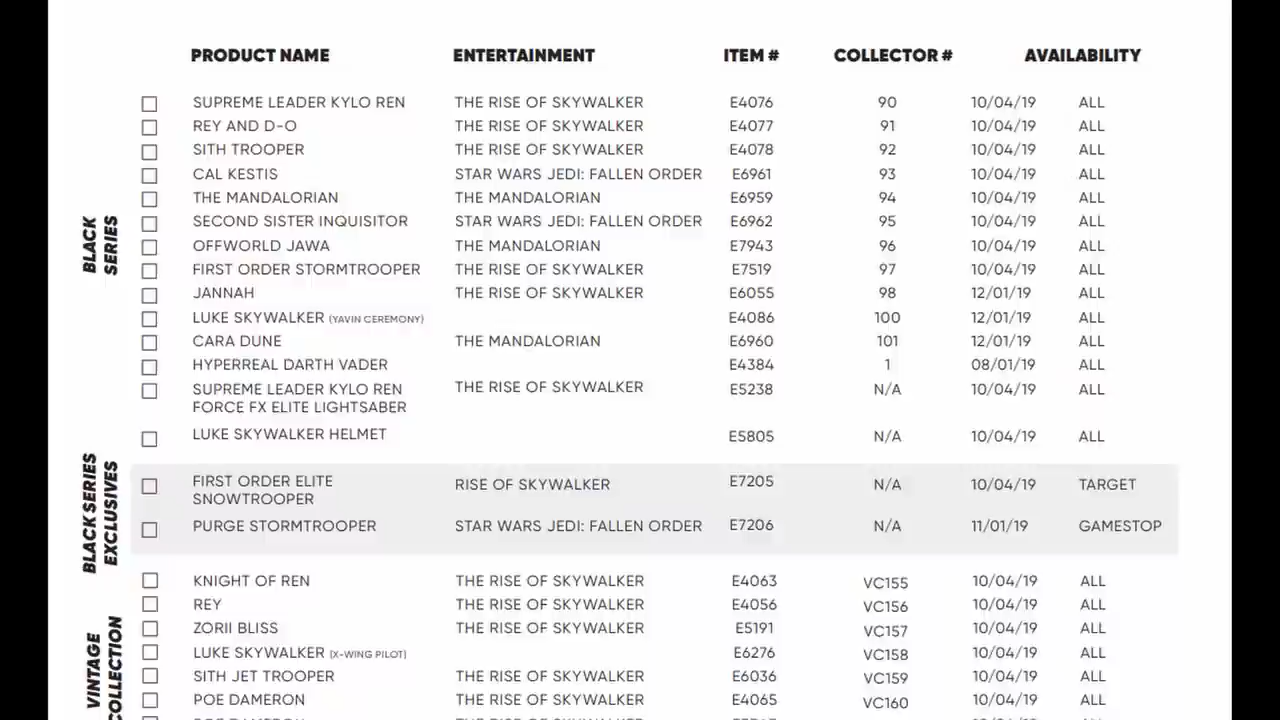 PRODUCT NAME ENTERTAINMENT ITEM # COLLECTOR # AVAILABILITY
BLACK SERIES
SUPREME LEADER KYLO REN THE RISE OF SKYWALKER E4076 90 10/04/19 ALL
REY AND D-O THE RISE OF SKYWALKER E4077 91 10/04/19 ALL
SITH TROOPER THE RISE OF SKYWALKER E4078 92 10/04/19 ALL
CAL KESTIS STAR WARS JEDI: FALLEN ORDER E6961 93 10/04/19 ALL
THE MANDALORIAN THE MANDALORIAN E6959 94 10/04/19 ALL
SECOND SISTER INQUISITOR STAR WARS JEDI: FALLEN ORDER E6962 95 10/04/19 ALL
OFFWORLD JAWA THE MANDALORIAN E7943 96 10/04/19 ALL
FIRST ORDER STORMTROOPER THE RISE OF SKYWALKER E7519 97 10/04/19 ALL
JANNAH THE RISE OF SKYWALKER E6055 98 12/01/19 ALL
LUKE SKYWALKER (YAVIN CEREMONY) E4086 100 12/01/19 ALL
CARA DUNE THE MANDALORIAN E6960 101 12/01/19 ALL
HYPERREAL DARTH VADER E4384 1 08/01/19 ALL
SUPREME LEADER KYLO REN THE RISE OF SKYWALKER E5238 N/A 10/04/19 ALL
FORCE FX ELITE LIGHTSABER
LUKE SKYWALKER HELMET E5805 N/A 10/04/19 ALL
BLACK SERIES EXCLUSIVES
FIRST ORDER ELITE RISE OF SKYWALKER E7205 N/A 10/04/19 TARGET
SNOWTROOPER
PURGE STORMTROOPER STAR WARS JEDI: FALLEN ORDER E7206 N/A 11/01/19 GAMESTOP
VINTAGE COLLECTION
KNIGHT OF REN THE RISE OF SKYWALKER E4063 VC155 10/04/19 ALL
REY THE RISE OF SKYWALKER E4056 VC156 10/04/19 ALL
ZORII BLISS THE RISE OF SKYWALKER E5191 VC157 10/04/19 ALL
LUKE SKYWALKER (X-WING PILOT) E6276 VC158 10/04/19 ALL
SITH JET TROOPER THE RISE OF SKYWALKER E6036 VC159 10/04/19 ALL
POE DAMERON THE RISE OF SKYWALKER E4065 VC160 10/04/19 ALL